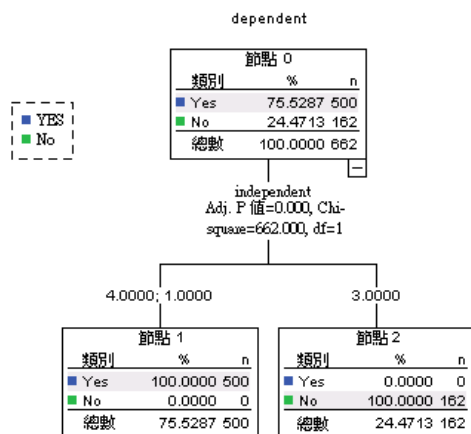 dependent
節點 0
類別 % n
Yes 75.5287 500
No 24.4713 162
總數 100.0000 662
YES
No
independent
Adj. P 值=0.000, Chi-
square=662.000, df=1
4.0000; 1.0000
3.0000
節點 1
類別 % n
Yes 100.0000 500
No 0.0000 0
總數 75.5287 500
節點 2
類別 % n
Yes 0.0000 0
No 100.0000 162
總數 24.4713 162